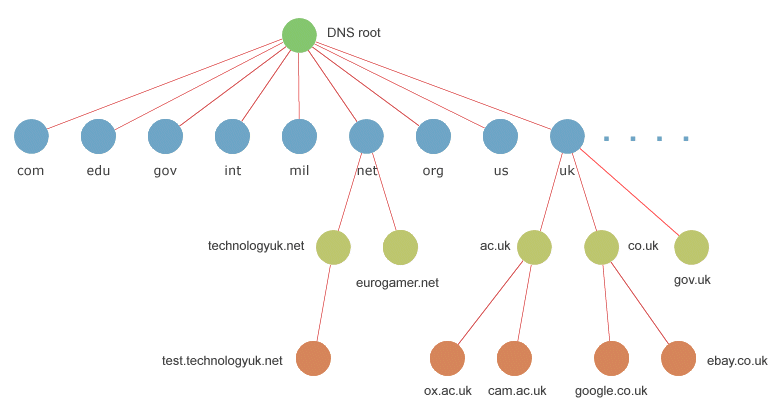 DNS root
com
edu
gov
int
mil
net
org
us
uk
technologyuk.net
eurogamer.net
ac.uk
co.uk
gov.uk
test.technologyuk.net
ox.ac.uk
cam.ac.uk
google.co.uk
ebay.co.uk